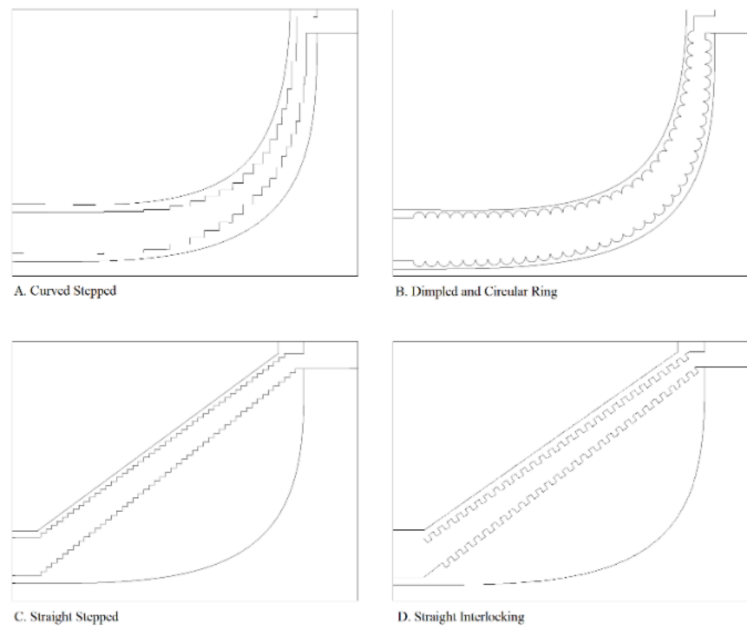 A. Curved Stepped
B. Dimpled and Circular Ring
C. Straight Stepped
D. Straight Interlocking